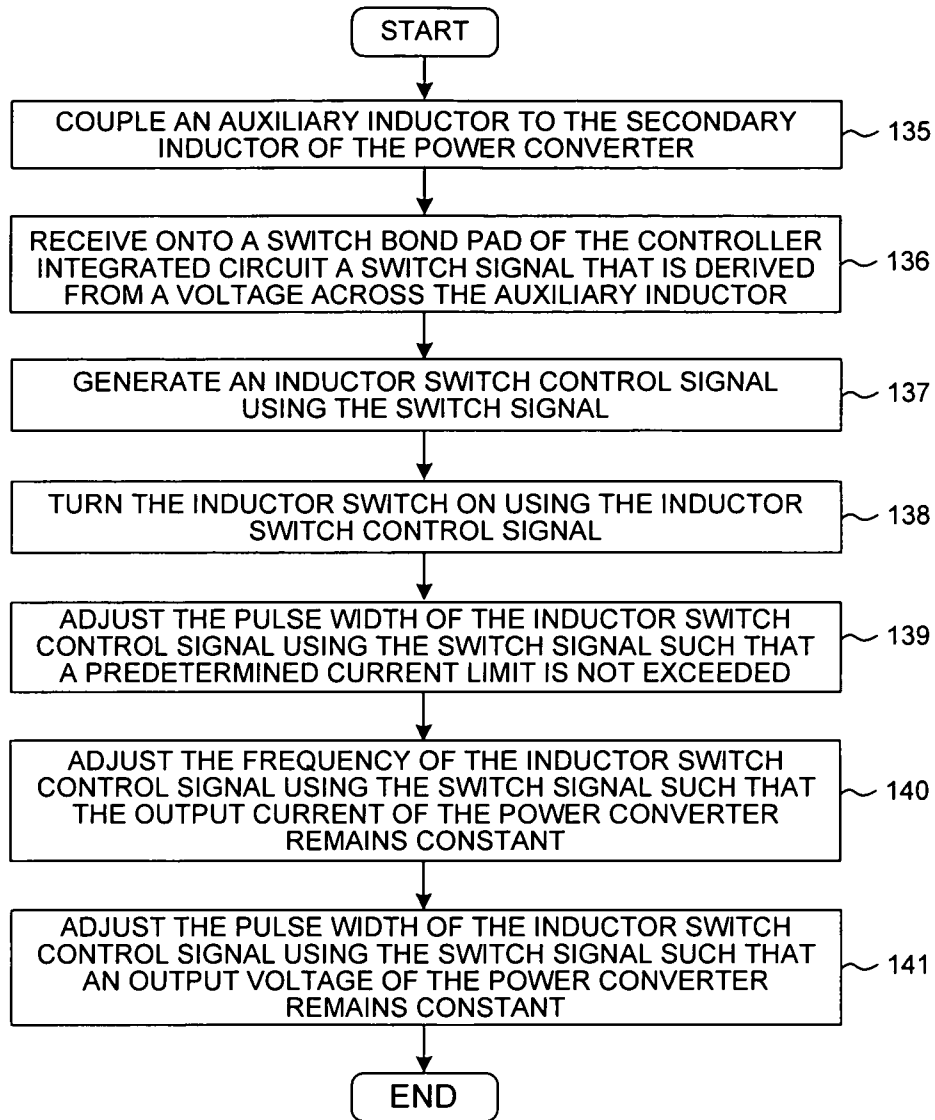 START
COUPLE AN AUXILIARY INDUCTOR TO THE SECONDARY
INDUCTOR OF THE POWER CONVERTER
135
RECEIVE ONTO A SWITCH BOND PAD OF THE CONTROLLER
INTEGRATED CIRCUIT A SWITCH SIGNAL THAT IS DERIVED
FROM A VOLTAGE ACROSS THE AUXILIARY INDUCTOR
136
GENERATE AN INDUCTOR SWITCH CONTROL SIGNAL
USING THE SWITCH SIGNAL
137
TURN THE INDUCTOR SWITCH ON USING THE INDUCTOR
SWITCH CONTROL SIGNAL
138
ADJUST THE PULSE WIDTH OF THE INDUCTOR SWITCH
CONTROL SIGNAL USING THE SWITCH SIGNAL SUCH THAT
A PREDETERMINED CURRENT LIMIT IS NOT EXCEEDED
139
ADJUST THE FREQUENCY OF THE INDUCTOR SWITCH
CONTROL SIGNAL USING THE SWITCH SIGNAL SUCH THAT
THE OUTPUT CURRENT OF THE POWER CONVERTER
REMAINS CONSTANT
140
ADJUST THE PULSE WIDTH OF THE INDUCTOR SWITCH
CONTROL SIGNAL USING THE SWITCH SIGNAL SUCH THAT
AN OUTPUT VOLTAGE OF THE POWER CONVERTER
REMAINS CONSTANT
141
END